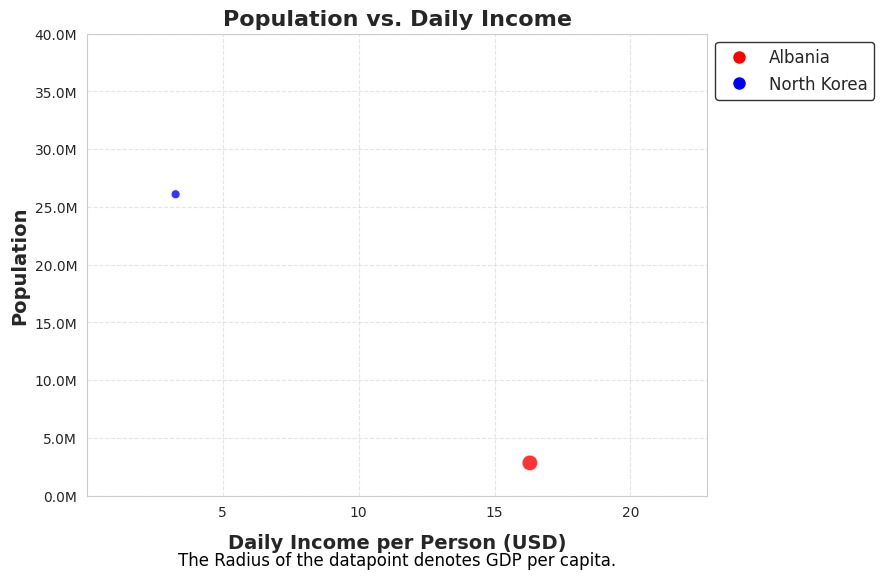 Population vs. Daily Income
40.0M
35.0M
30.0M
25.0M
20.0M
15.0M
10.0M
5.0M
0.0M
Population
5
10
15
20
Daily Income per Person (USD)
The Radius of the datapoint denotes GDP per capita.
Albania
North Korea